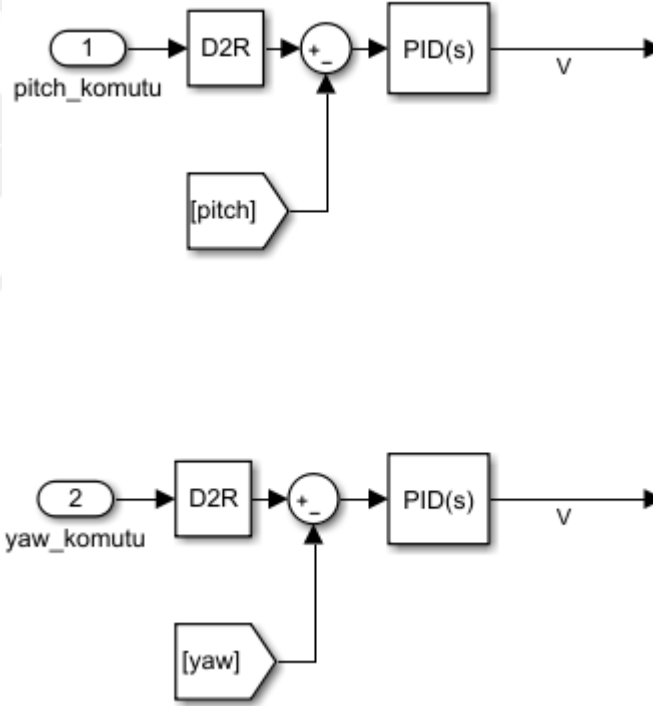 1
pitch_komutu
D2R
+
−
PID(s)
V
[pitch]
2
yaw_komutu
D2R
+
−
PID(s)
V
[yaw]